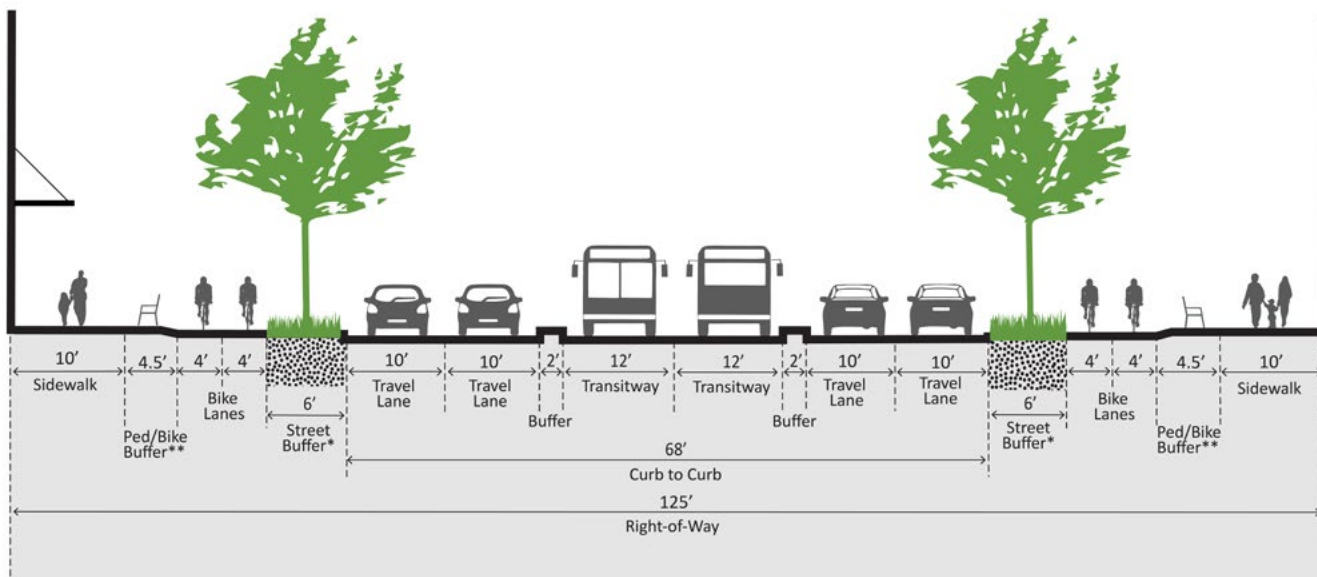 10’ 4.5’ 4’ 4’ 10’ 10’ 2’ 12’ 12’ 2’ 10’ 10’ 4’ 4’ 4.5’ 10’
Sidewalk Bike Lanes Travel Lane Travel Lane Transitway Transitway Travel Lane Travel Lane Bike Lanes Sidewalk
6’ 6’
Buffer Buffer
Street Buffer* Street Buffer*
Ped/Bike Buffer** Ped/Bike Buffer**
68’
Curb to Curb
125’
Right-of-Way